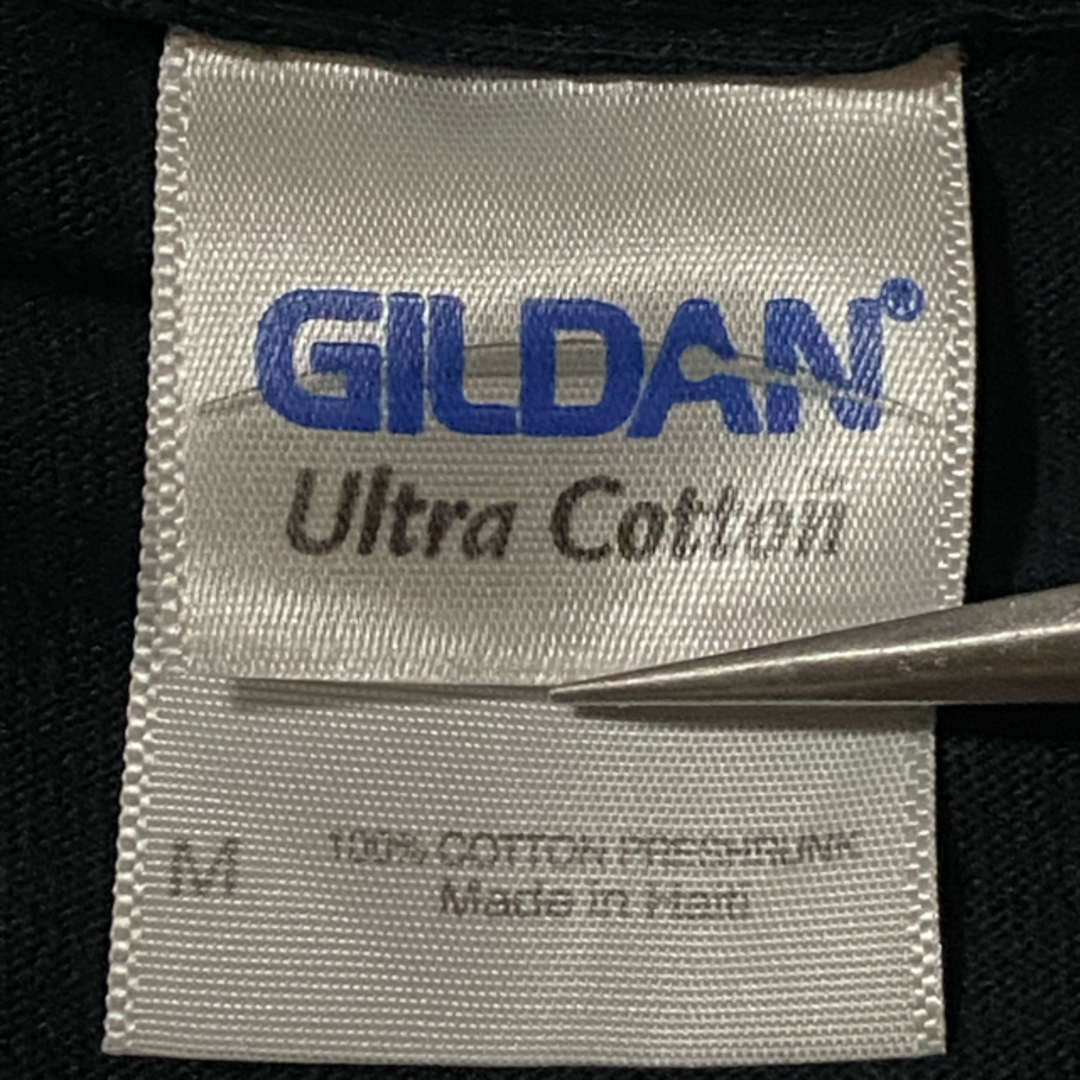 GILDAN®
Ultra Cotton
M
100% COTTON PRESHRUNK
Made in Haiti